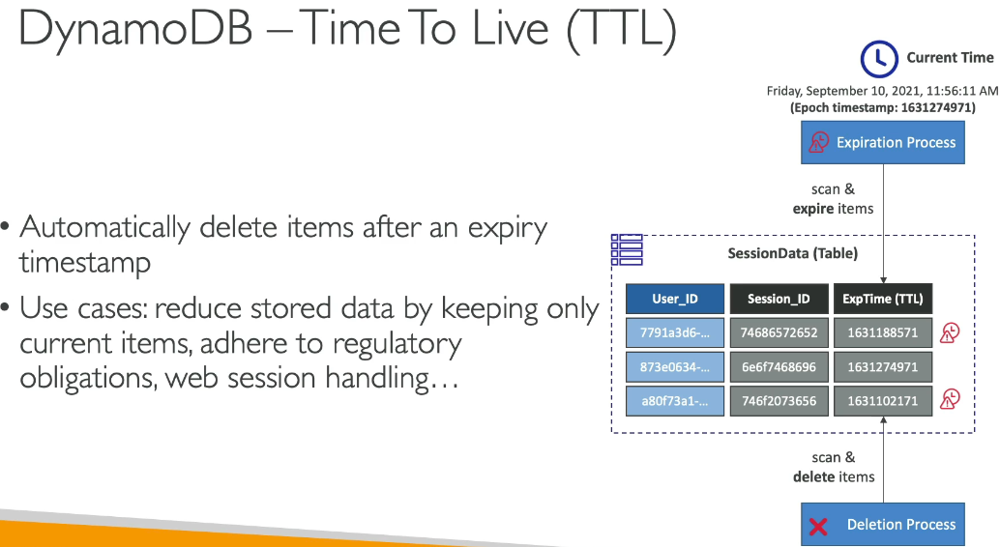 DynamoDB – Time To Live (TTL)
Current Time
Friday, September 10, 2021, 11:56:11 AM
(Epoch timestamp: 1631274971)
Expiration Process
scan &
expire items
• Automatically delete items after an expiry
timestamp
• Use cases: reduce stored data by keeping only
current items, adhere to regulatory
obligations, web session handling…
SessionData (Table)
User_ID Session_ID ExpTime (TTL)
7791a3d6-... 74686572652 1631188571
873e0634-... 6e6f7468696 1631274971
a80f73a1-... 746f2073656 1631102171
scan &
delete items
Deletion Process